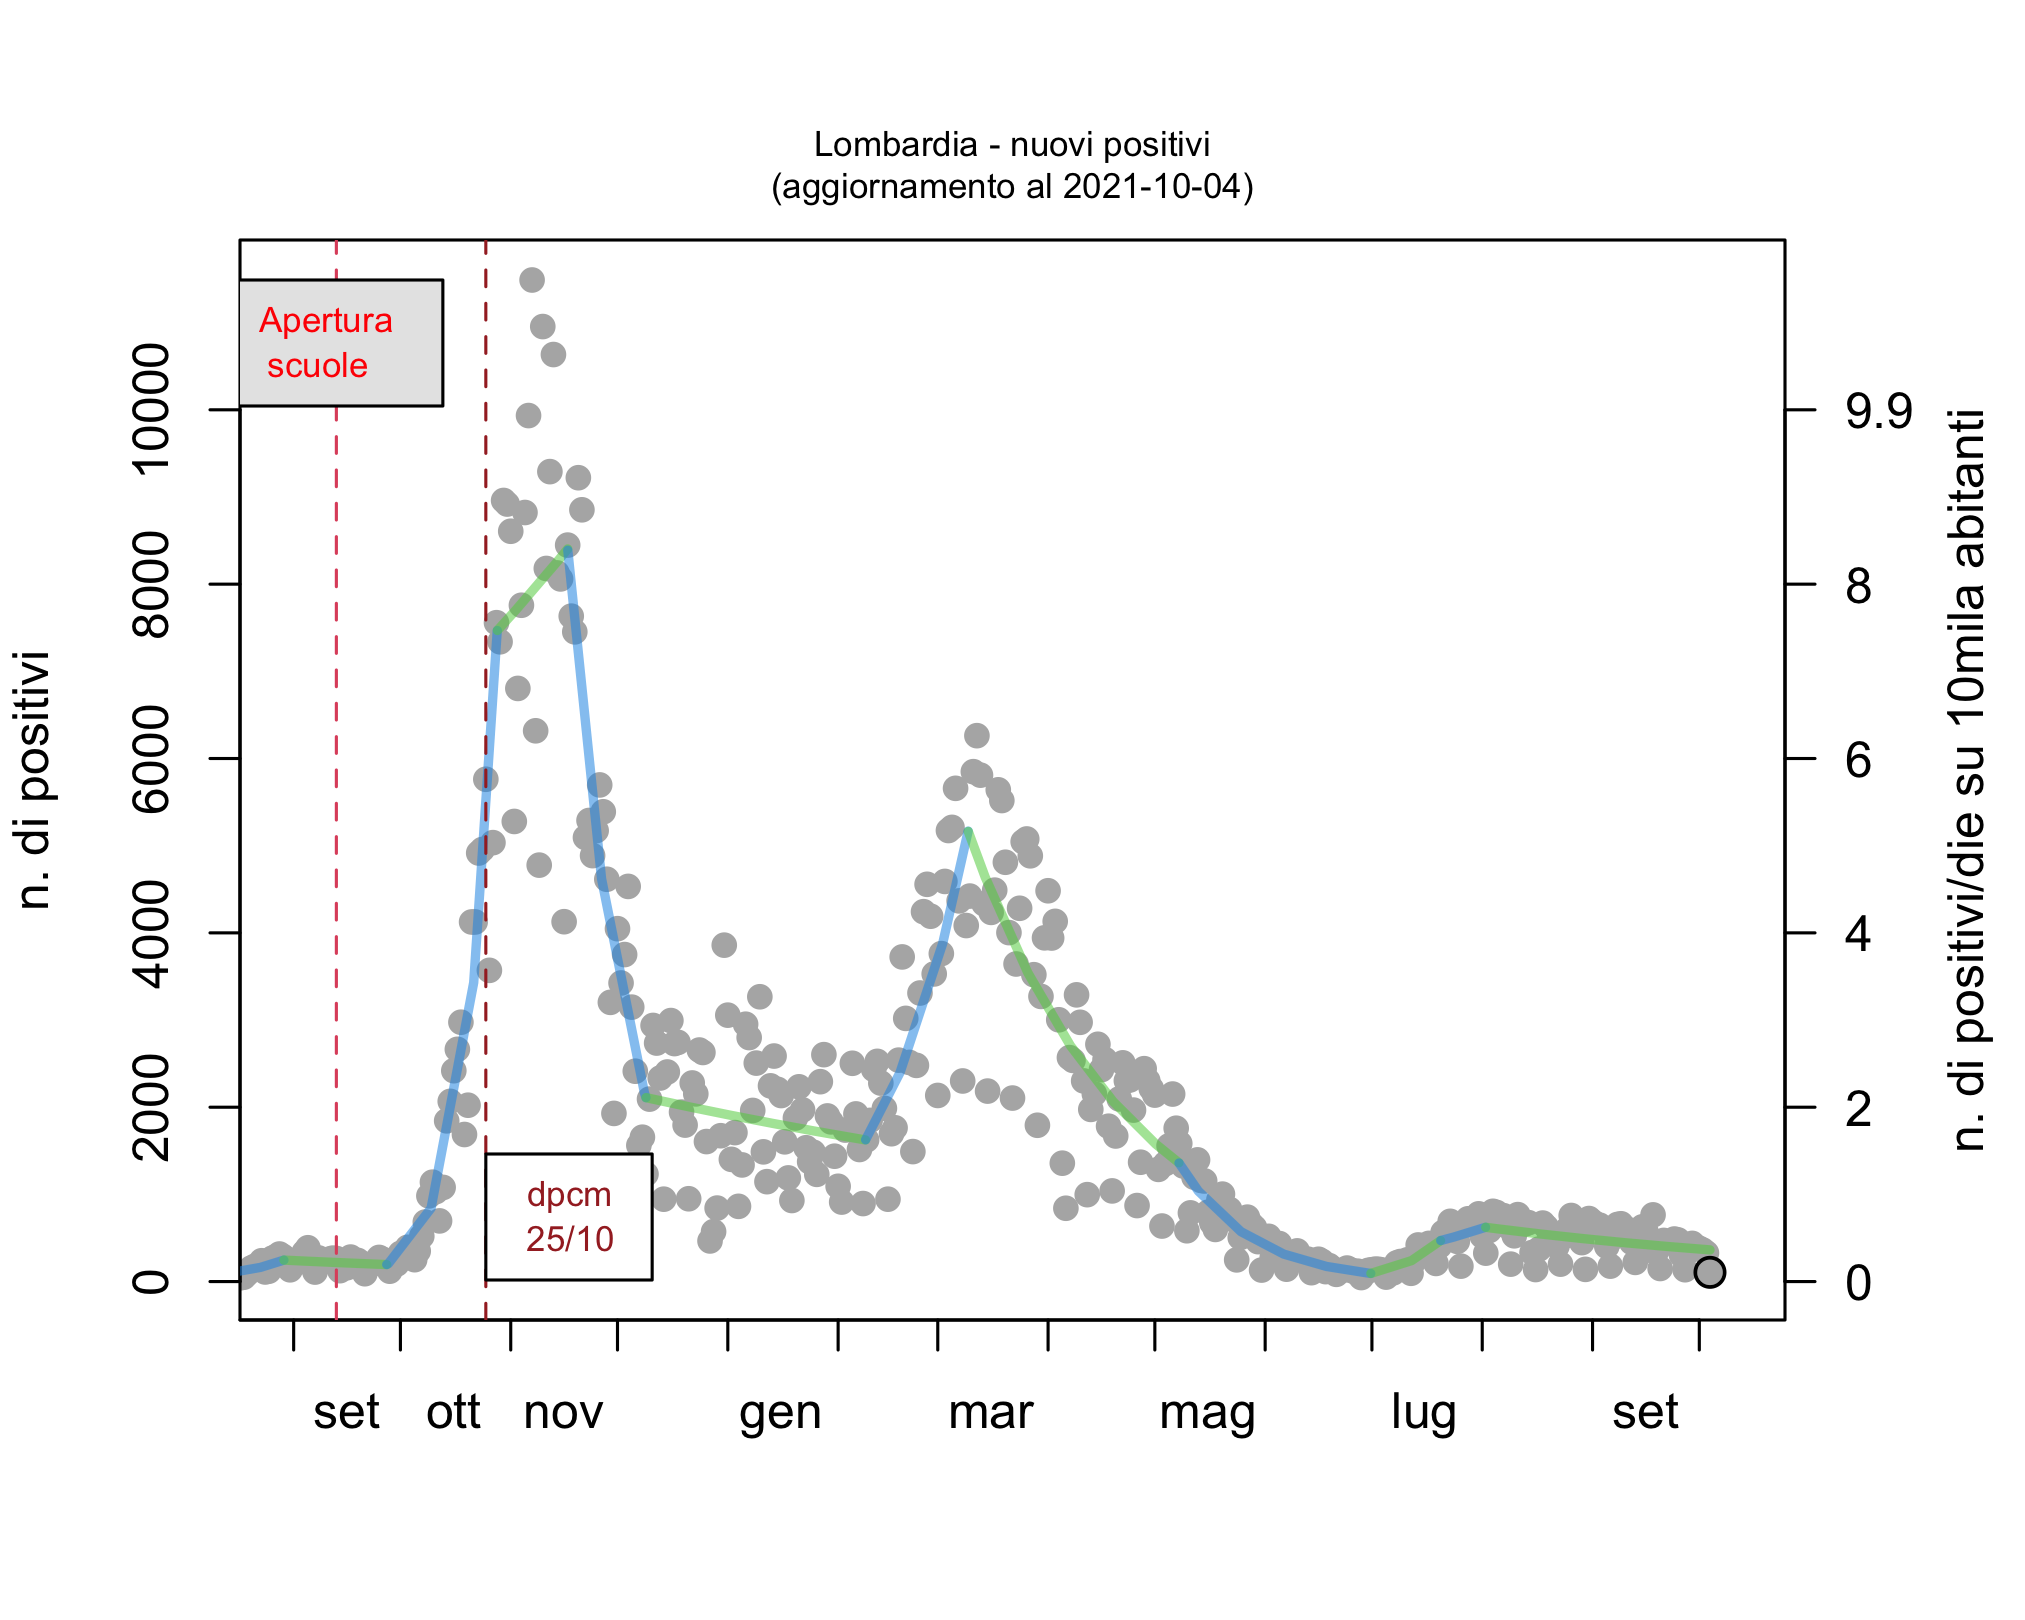 Lombardia - nuovi positivi
(aggiornamento al 2021-10-04)
Apertura
scuole
dpcm
25/10
n. di positivi
0
2000
4000
6000
8000
10000
n. di positivi/die su 10mila abitanti
9.9
8
6
4
2
0
set ott nov gen mar mag lug set